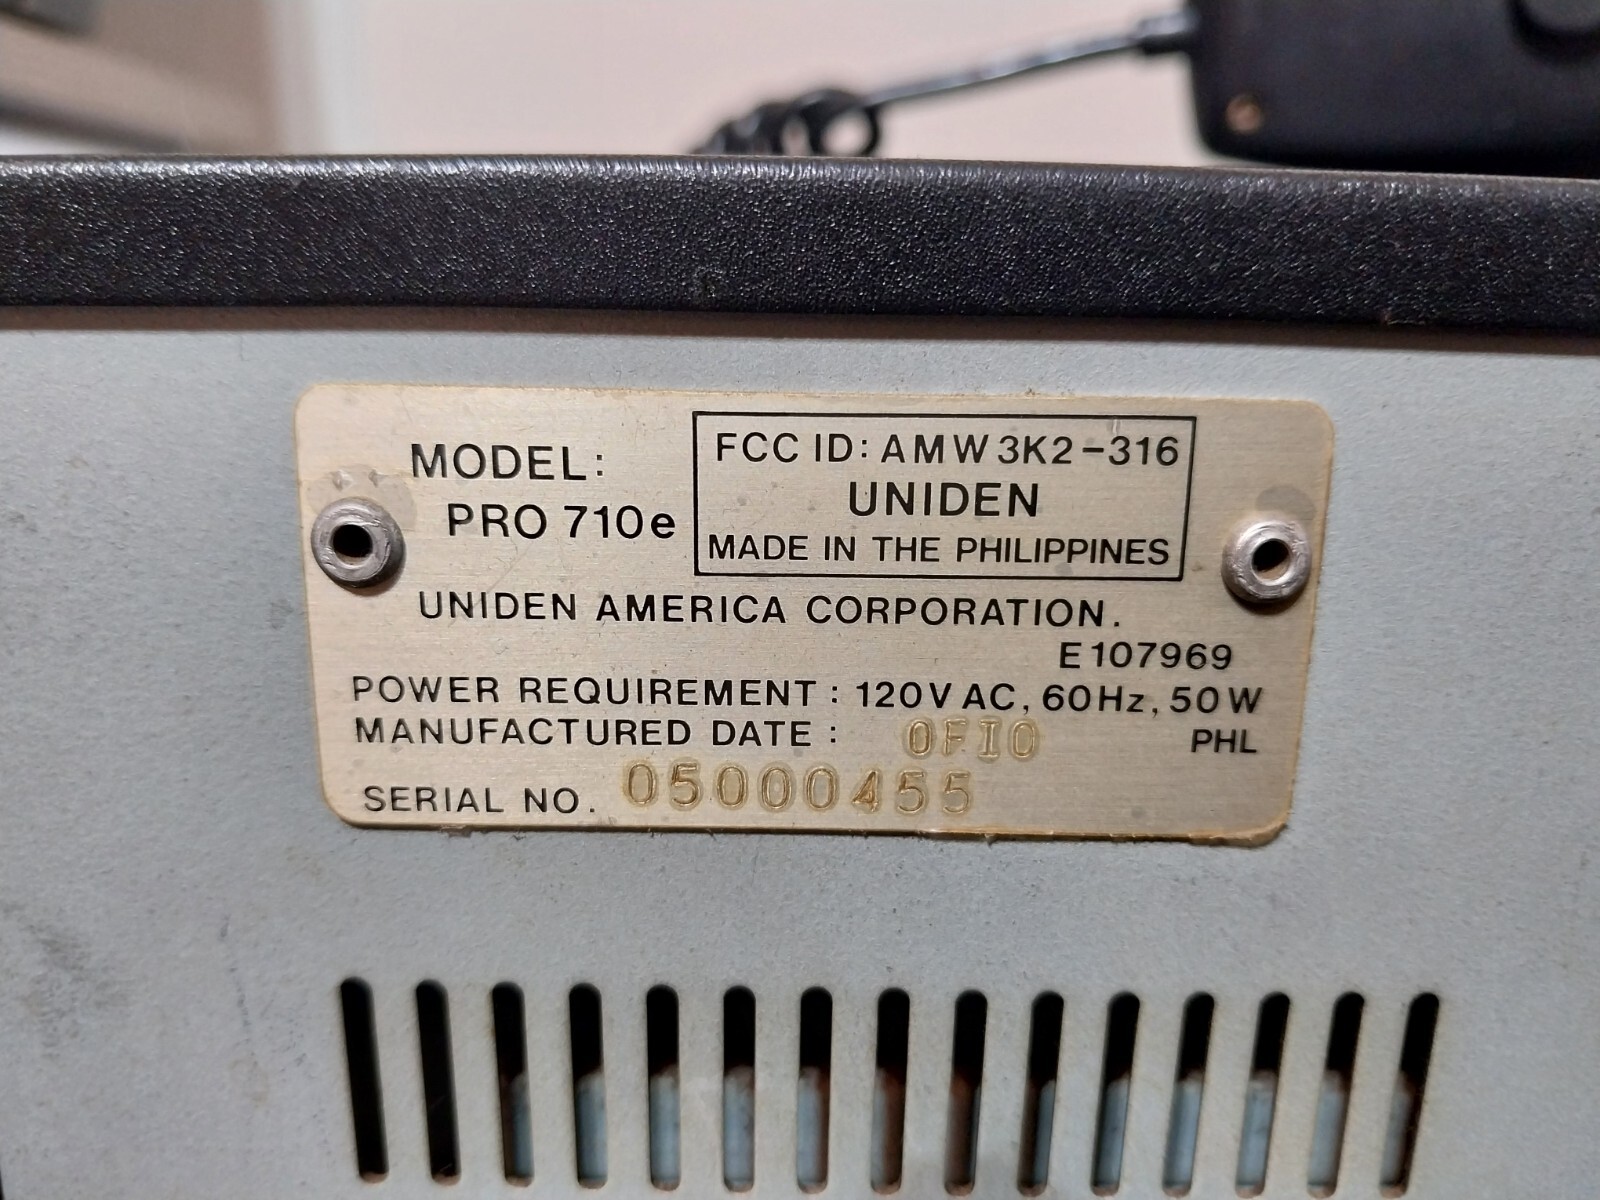 MODEL:
PRO 710e
FCC ID: AMW3K2-316
UNIDEN
MADE IN THE PHILIPPINES
UNIDEN AMERICA CORPORATION.
E107969
POWER REQUIREMENT : 120V AC, 60Hz, 50W
MANUFACTURED DATE : 0FI0 PHL
SERIAL NO. 05000455